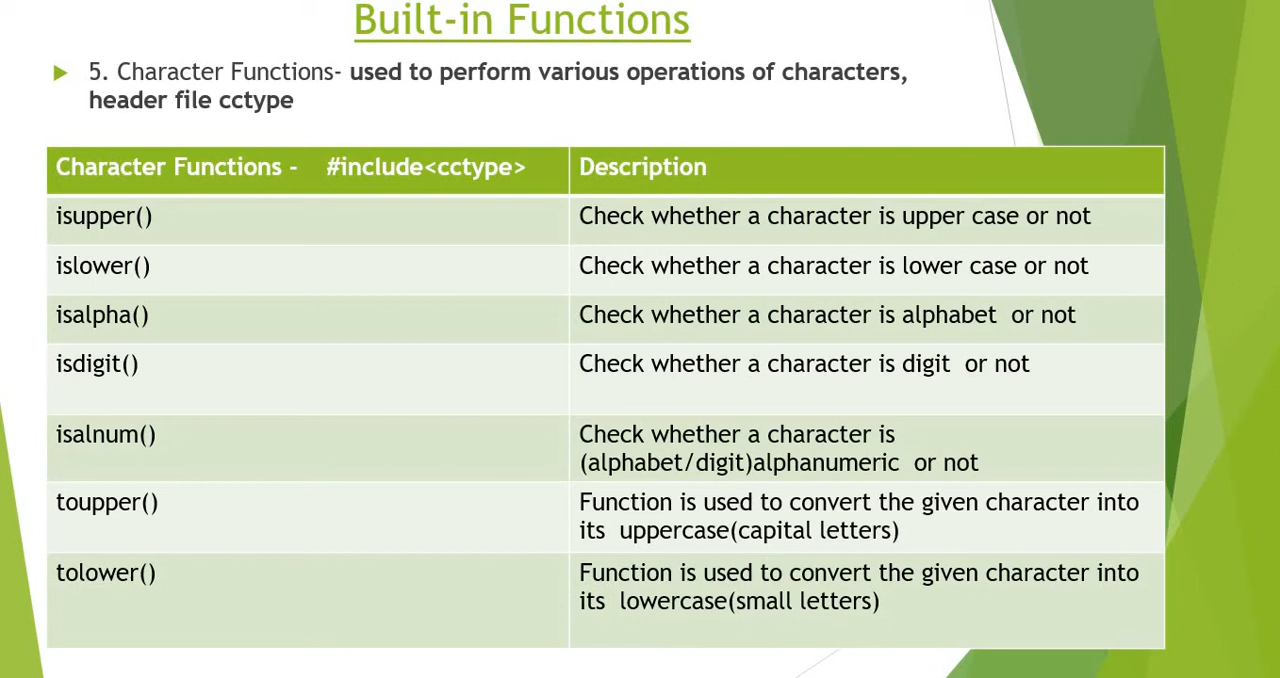 Built-in Functions
5. Character Functions- used to perform various operations of characters,
header file cctype
Character Functions - #include<cctype> Description
isupper() Check whether a character is upper case or not
islower() Check whether a character is lower case or not
isalpha() Check whether a character is alphabet or not
isdigit() Check whether a character is digit or not
isalnum() Check whether a character is
(alphabet/digit)alphanumeric or not
toupper() Function is used to convert the given character into
its uppercase(capital letters)
tolower() Function is used to convert the given character into
its lowercase(small letters)